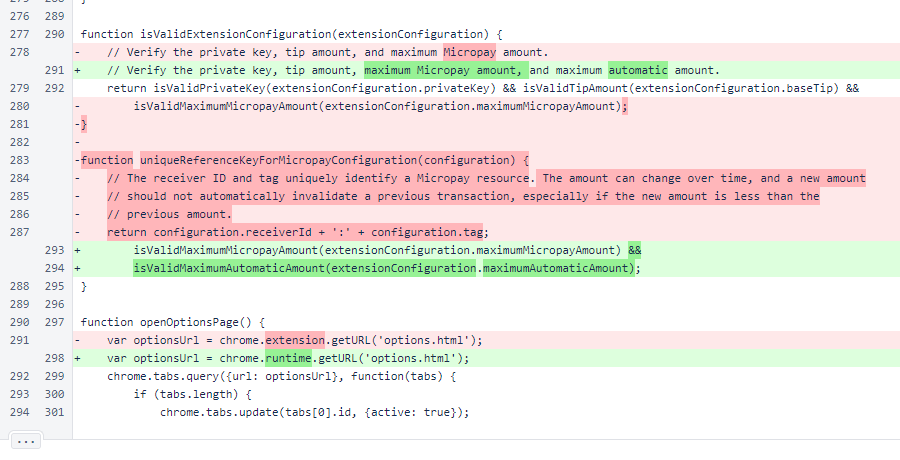 276 289
277 290 function isValidExtensionConfiguration(extensionConfiguration) {
278 - // Verify the private key, tip amount, and maximum Micropay amount.
291 + // Verify the private key, tip amount, maximum Micropay amount, and maximum automatic amount.
279 292 return isValidPrivateKey(extensionConfiguration.privateKey) && isValidTipAmount(extensionConfiguration.baseTip) &&
280 - isValidMaximumMicropayAmount(extensionConfiguration.maximumMicropayAmount);
281 -}
282 -
283 -function uniqueReferenceKeyForMicropayConfiguration(configuration) {
284 - // The receiver ID and tag uniquely identify a Micropay resource. The amount can change over time, and a new amount
285 - // should not automatically invalidate a previous transaction, especially if the new amount is less than the
286 - // previous amount.
287 - return configuration.receiverId + ':' + configuration.tag;
293 + isValidMaximumMicropayAmount(extensionConfiguration.maximumMicropayAmount) &&
294 + isValidMaximumAutomaticAmount(extensionConfiguration.maximumAutomaticAmount);
288 295 }
289 296
290 297 function openOptionsPage() {
291 - var optionsUrl = chrome.extension.getURL('options.html');
298 + var optionsUrl = chrome.runtime.getURL('options.html');
292 299 chrome.tabs.query({url: optionsUrl}, function(tabs) {
293 300 if (tabs.length) {
294 301 chrome.tabs.update(tabs[0].id, {active: true});
...